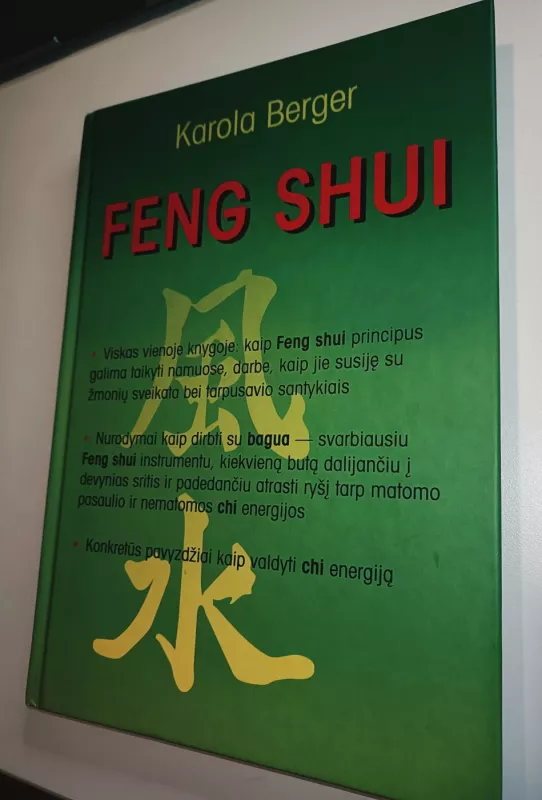 Karola Berger
FENG SHUI
風
• Viskas vienoje knygoje: kaip Feng shui principus
galima taikyti namuose, darbe, kaip jie susiję su
žmonių sveikata bei tarpusavio santykiais
• Nurodymai kaip dirbti su bagua — svarbiausiu
Feng shui instrumentu, kiekvieną butą dalijančiu į
devynias sritis ir padedančiu atrasti ryšį tarp matomo
pasaulio ir nematomos chi energijos
• Konkretūs pavyzdžiai kaip valdyti chi energiją
水